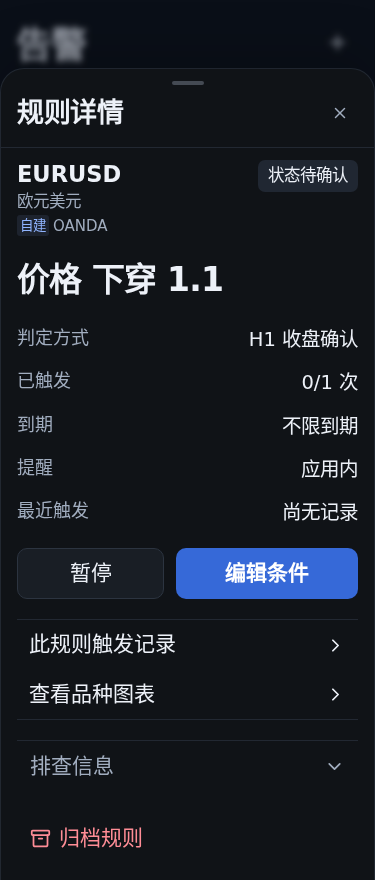 告警
规则详情
EURUSD
状态待确认
欧元美元
自建 OANDA
价格 下穿 1.1
判定方式 H1 收盘确认
已触发 0/1 次
到期 不限到期
提醒 应用内
最近触发 尚无记录
暂停 编辑条件
此规则触发记录
查看品种图表
排查信息
归档规则